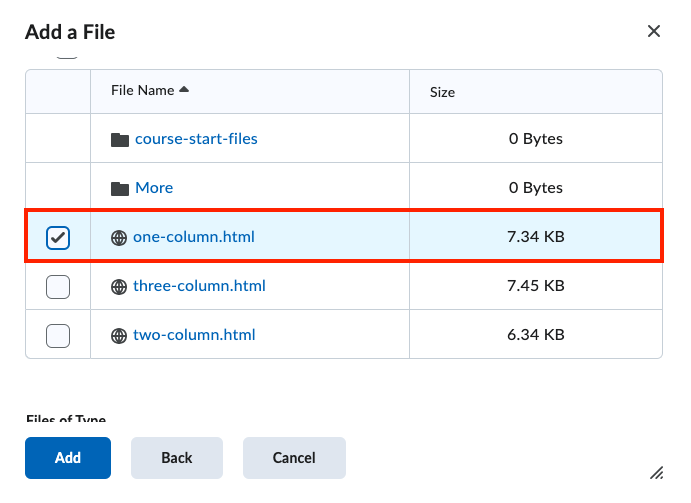 Add a File
File Name Size
course-start-files 0 Bytes
More 0 Bytes
one-column.html 7.34 KB
three-column.html 7.45 KB
two-column.html 6.34 KB
Files of Type
Add Back Cancel